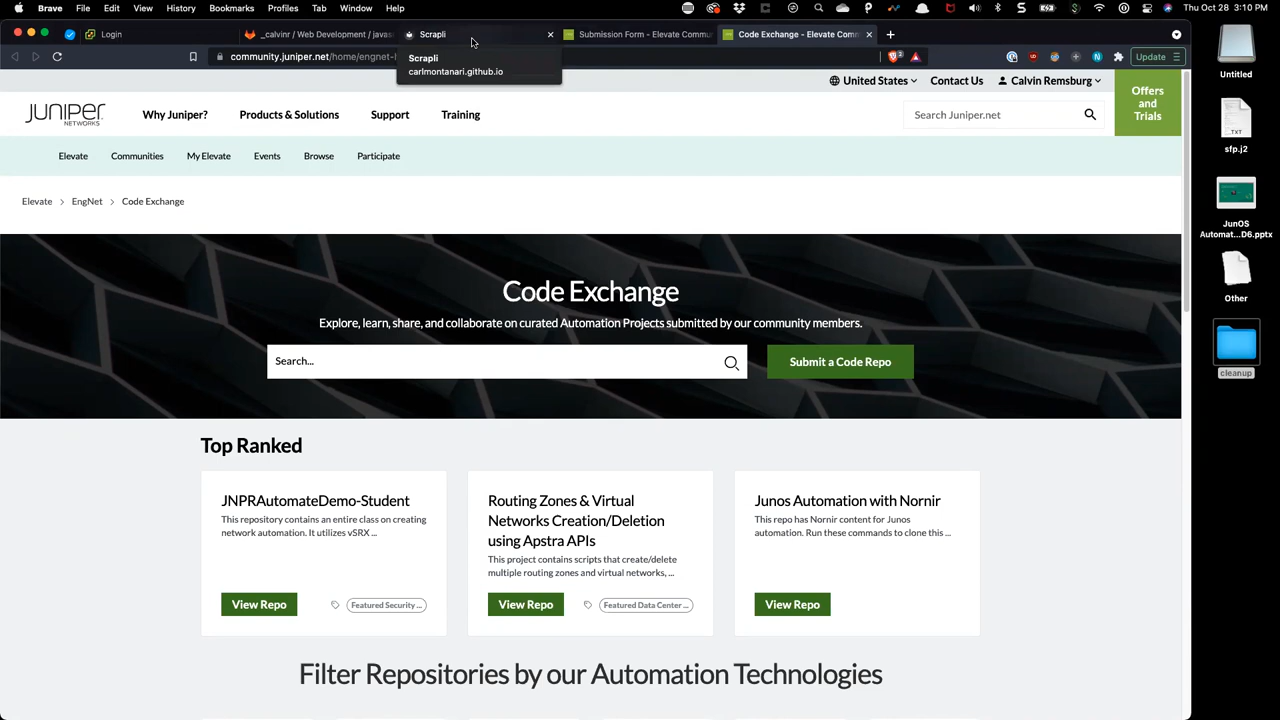 Brave File Edit View History Bookmarks Profiles Tab Window Help Thu Oct 28 3:10 PM
Login _calvinr / Web Development / javas Scrapli Submission Form - Elevate Commu Code Exchange - Elevate Com
community.juniper.net/home/engnet- Update
Scrapli
carlmontanari.github.io
United States Contact Us Calvin Remsburg
Offers
and
Trials
JUNIPER
NETWORKS
Why Juniper? Products & Solutions Support Training Search Juniper.net
Elevate Communities My Elevate Events Browse Participate
Elevate > EngNet > Code Exchange
Code Exchange
Explore, learn, share, and collaborate on curated Automation Projects submitted by our community members.
Search... Submit a Code Repo
Top Ranked
JNPRAutomateDemo-Student
This repository contains an entire class on creating
network automation. It utilizes vSRX ...
View Repo Featured Security ...
Routing Zones & Virtual
Networks Creation/Deletion
using Apstra APIs
This project contains scripts that create/delete
multiple routing zones and virtual networks, ...
View Repo Featured Data Center ...
Junos Automation with Nornir
This repo has Nornir content for Junos
automation. Run these commands to clone this ...
View Repo
Filter Repositories by our Automation Technologies
Untitled
TXT
sfp.j2
JunOS
Automat...D6.pptx
Other
cleanup